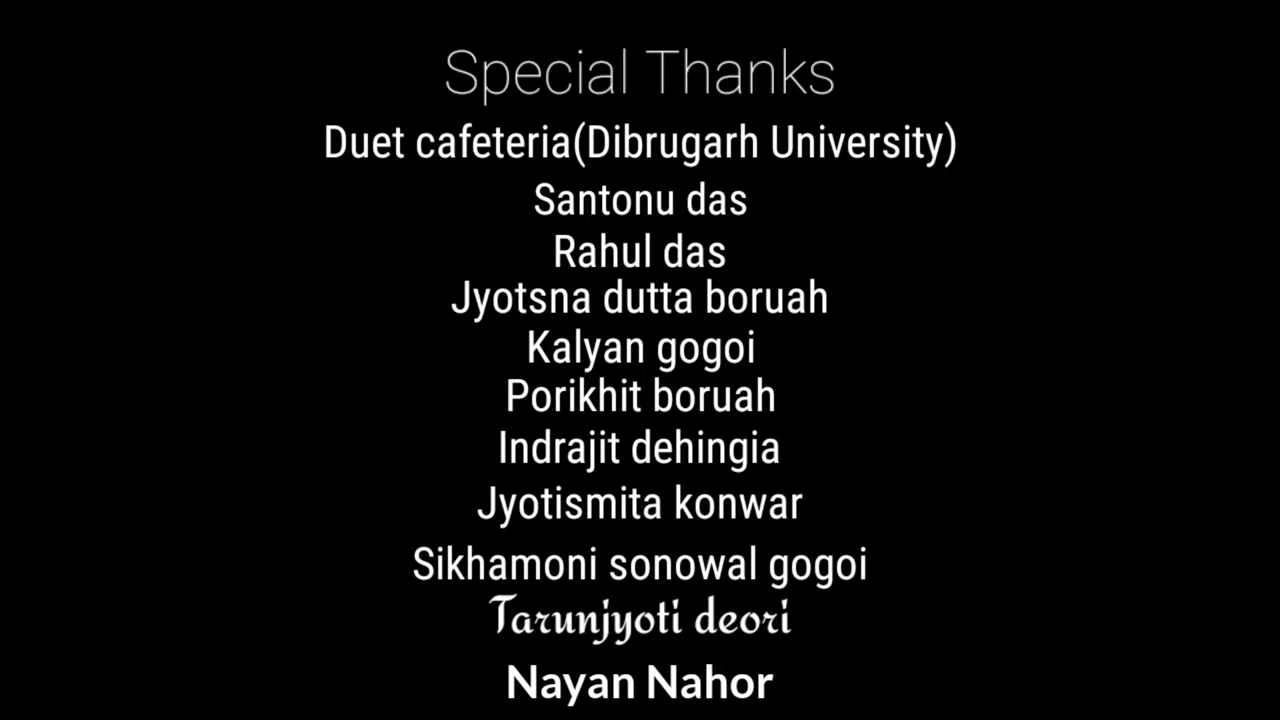 Special Thanks
Duet cafeteria(Dibrugarh University)
Santonu das
Rahul das
Jyotsna dutta boruah
Kalyan gogoi
Porikhit boruah
Indrajit dehingia
Jyotismita konwar
Sikhamoni sonowal gogoi
Tarunjyoti deori
Nayan Nahor